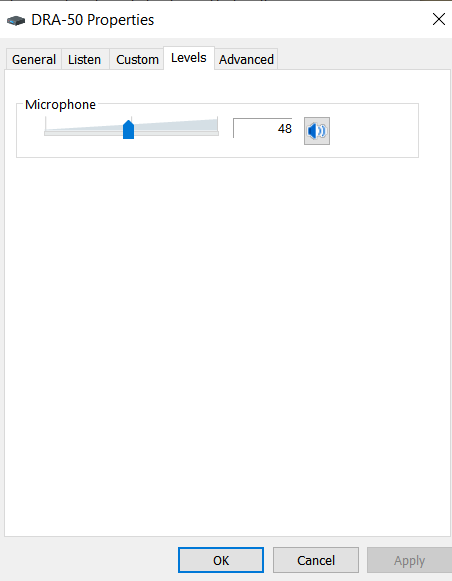 DRA-50 Properties
General Listen Custom Levels Advanced
Microphone
48
OK Cancel Apply